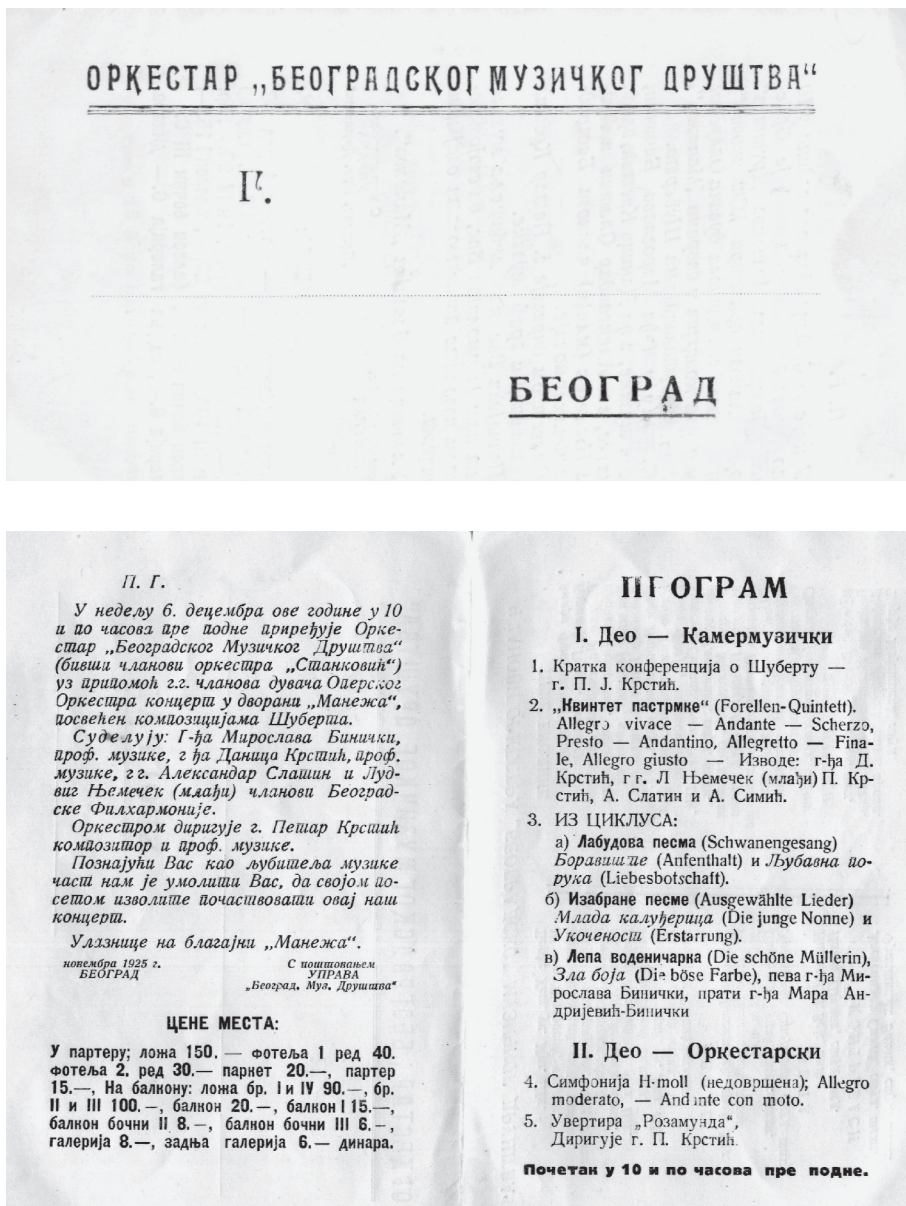 ОРКЕСТАР „БЕОГРАДСКОГ МУЗИЧКОГ ДРУШТВА“
Г.
БЕОГРАД
П. Г.
У недељу 6. децембра ове године у 10
и по часова пре подне приређује Орке-
стар „Београдског Музичког Друштва“
(бивши чланови оркестра „Станковић“)
уз припомоћ г.г. чланова дувача Оперског
Оркестра концерт у дворани „Манежа“,
посвећен композицијама Шуберта.
Суделују: Г-ђа Мирослава Бинички,
проф. музике, г ђа Даница Крстић, проф.
музике, г г. Александар Слатин и Луд-
виг Њемечек (млађи) чланови Београд-
ске Филхармоније.
Оркестром диригује г. Петар Крстић
композитор и проф. музике.
Познајући Вас као љубитеља музике
част нам је умолити Вас, да својом по-
сетом изволите почаствовати овај наш
концерт.
Улазнице на благајни „Манежа“.
новембра 1925 г.
БЕОГРАД
С поштовањем
УПРАВА
„Београд. Муз. Друштва“
ЦЕНЕ МЕСТА:
У партеру; ложа 150. — фотеља 1 ред 40.
фотеља 2. ред 30.— паркет 20.—, партер
15.—, На балкону: ложа бр. I и IV 90.—, бр.
II и III 100.—, балкон 20.—, балкон I 15.—,
балкон бочни II 8.—, балкон бочни III 6.—,
галерија 8.—, задња галерија 6.— динара.
ПРОГРАМ
I. Део — Камермузички
1. Кратка конференција о Шуберту —
г. П. Ј. Крстић.
2. „Квинтет пастрмке“ (Forellen-Quintett).
Allegro vivace — Andante — Scherzo,
Presto — Andantino, Allegretto — Fina-
le, Allegro giusto — Изводе: г-ђа Д.
Крстић, г г. Л Њемечек (млађи) П. Кр-
стић, А. Слатин и А. Симић.
3. ИЗ ЦИКЛУСА:
а) Лабудова песма (Schwanengesang)
Боравиште (Anfenthalt) и Љубавна по-
рука (Liebesbotschaft).
б) Изабране песме (Ausgewählte Lieder)
Млада калуђерица (Die junge Nonne) и
Укоченост (Erstarrung).
в) Лепа воденичарка (Die schöne Müllerin),
Зла боја (Die böse Farbe), пева г-ђа Ми-
рослава Бинички, прати г-ђа Мара Ан-
дријевић-Бинички
II. Део — Оркестарски
4. Симфонија H-moll (недовршена); Allegro
moderato, — Andante con moto.
5. Увертира „Розамунда“,
Диригује г. П. Крстић.
Почетак у 10 и по часова пре подне.